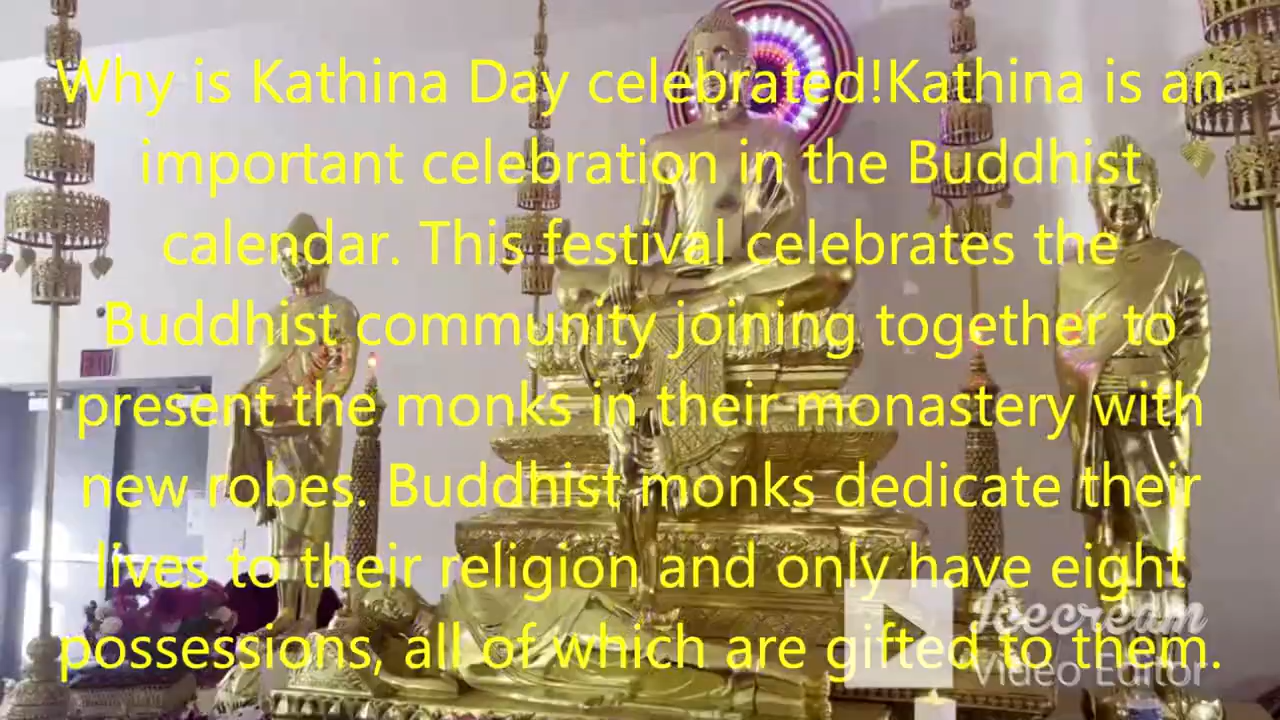 Why is Kathina Day celebrated!Kathina is an
important celebration in the Buddhist
calendar. This festival celebrates the
Buddhist community joining together to
present the monks in their monastery with
new robes. Buddhist monks dedicate their
lives to their religion and only have eight
possessions, all of which are gifted to them.
Icecream
Video Editor